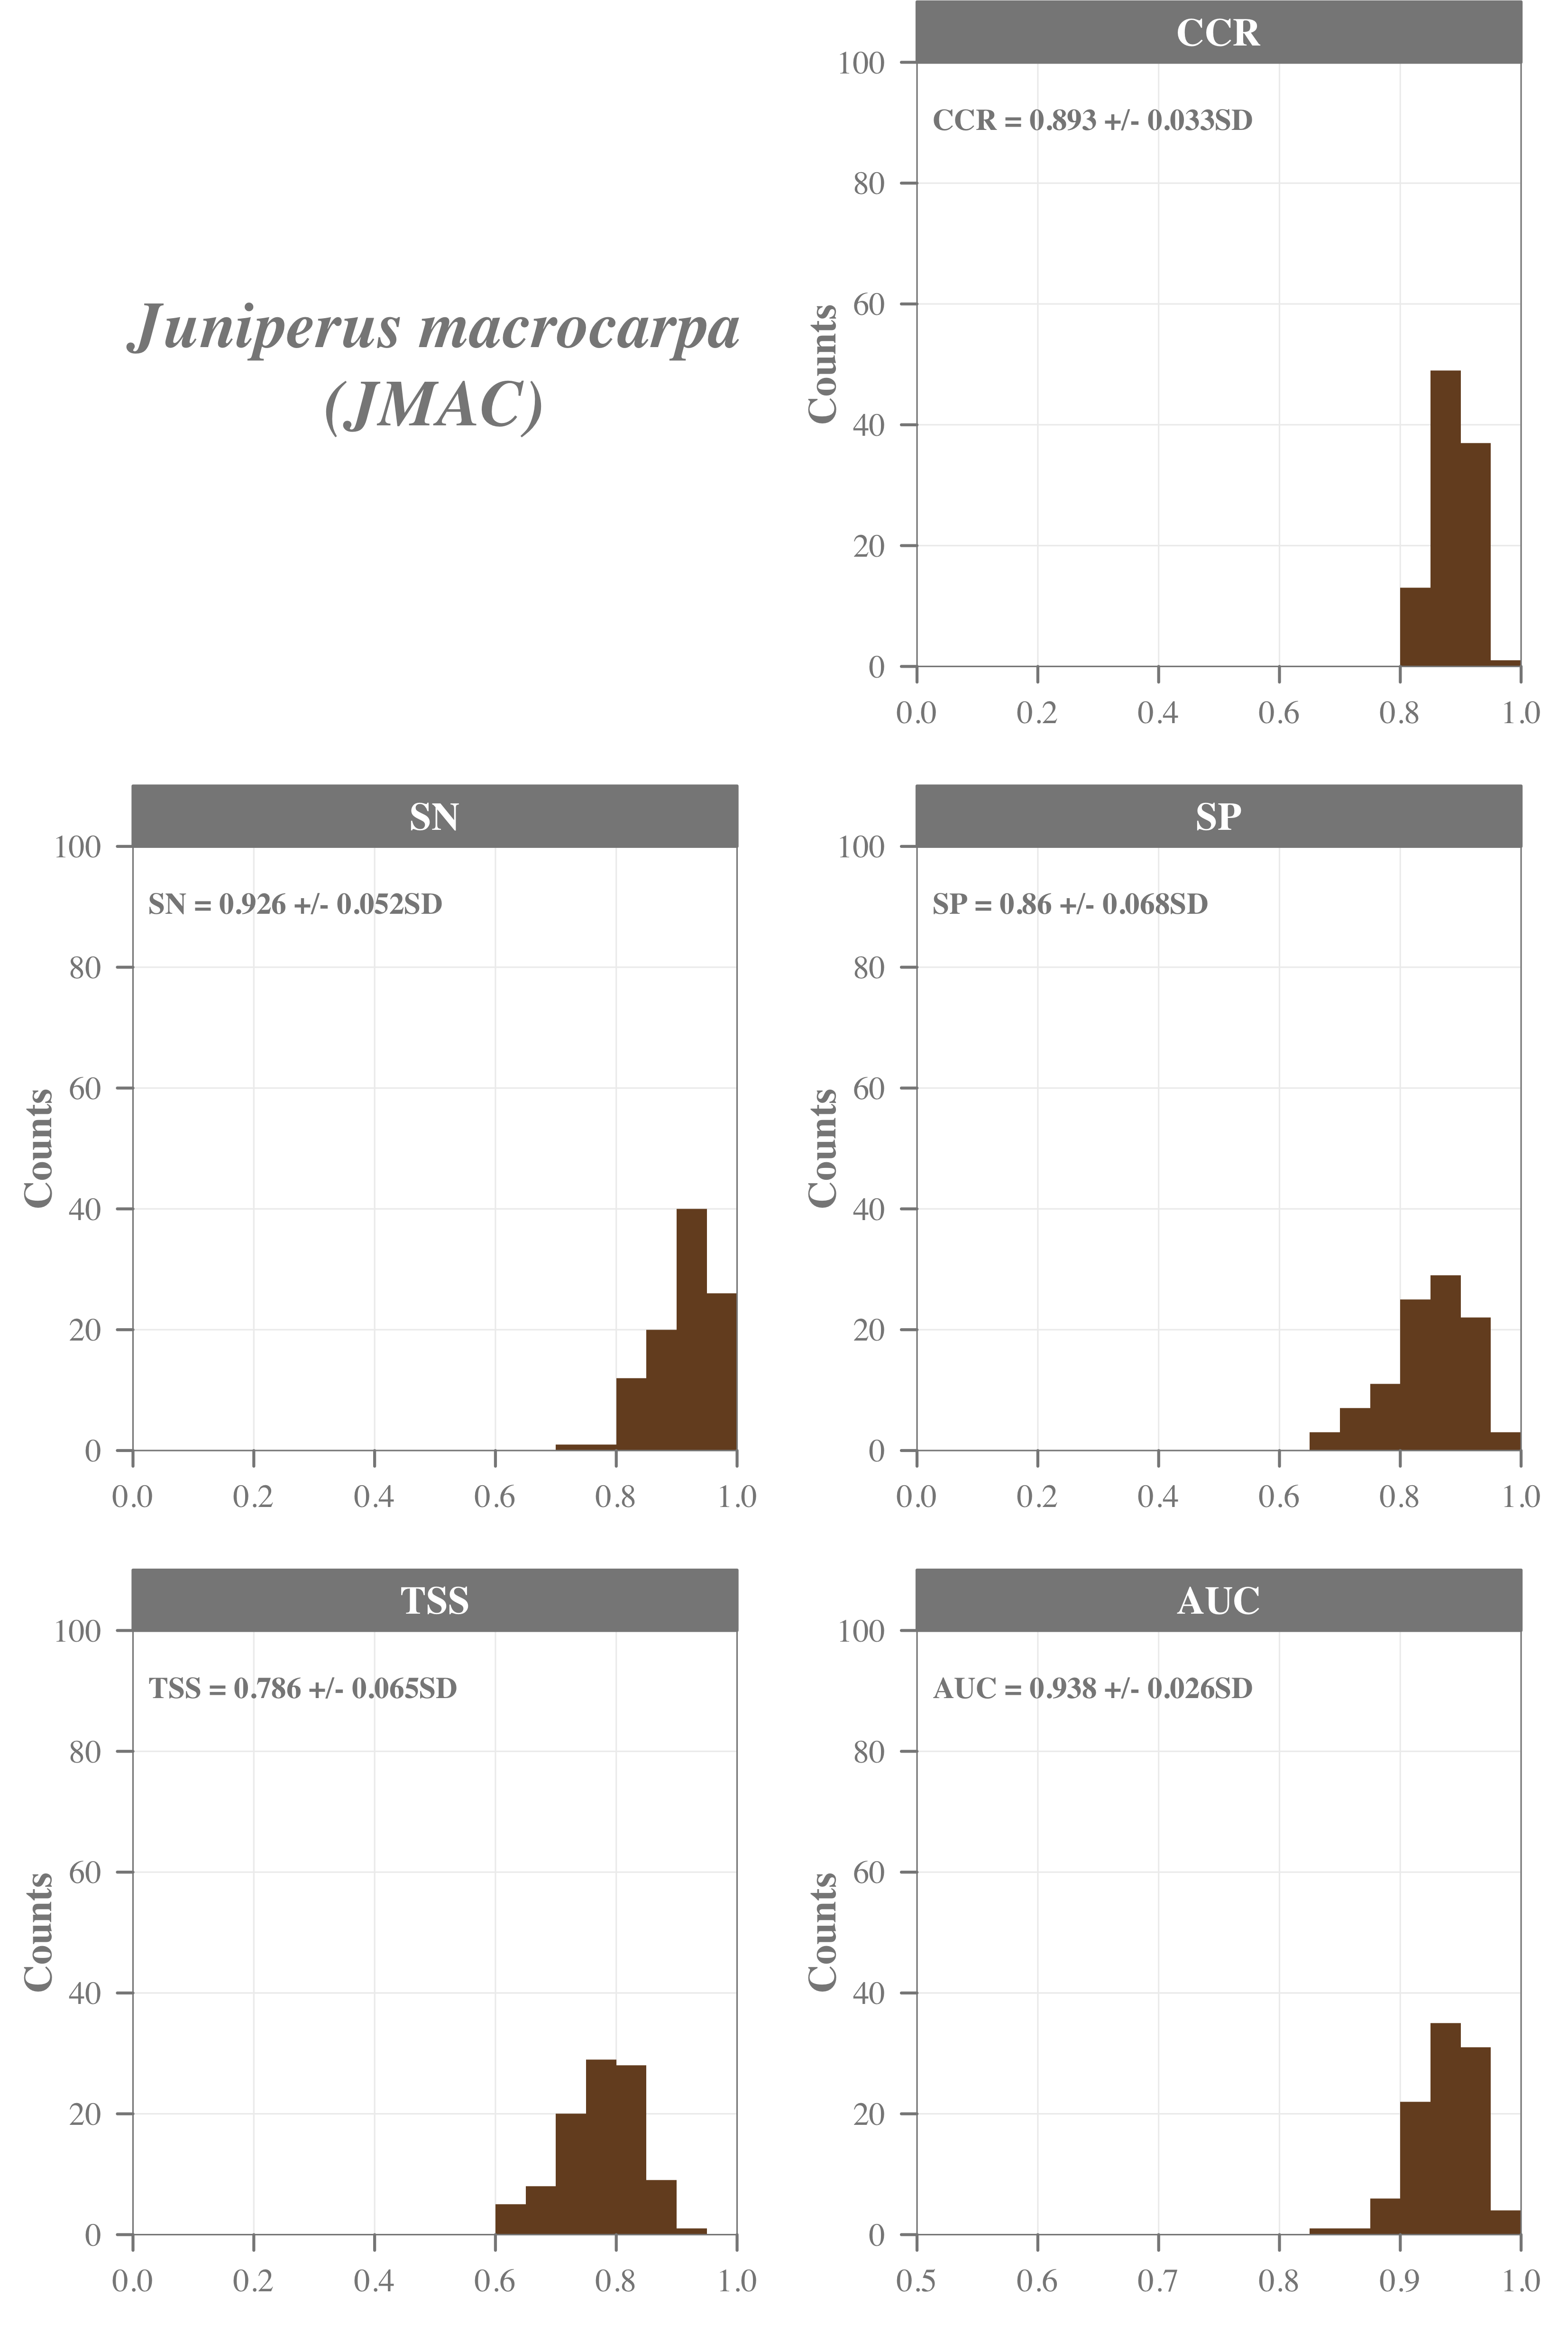 CCR
100
CCR = 0.893 +/- 0.033SD
80
60
Counts
40
20
0
0.0 0.2 0.4 0.6 0.8 1.0
Juniperus macrocarpa
(JMAC)
SN
100
SN = 0.926 +/- 0.052SD
80
60
Counts
40
20
0
0.0 0.2 0.4 0.6 0.8 1.0
SP
100
SP = 0.86 +/- 0.068SD
80
60
Counts
40
20
0
0.0 0.2 0.4 0.6 0.8 1.0
TSS
100
TSS = 0.786 +/- 0.065SD
80
60
Counts
40
20
0
0.0 0.2 0.4 0.6 0.8 1.0
AUC
100
AUC = 0.938 +/- 0.026SD
80
60
Counts
40
20
0
0.5 0.6 0.7 0.8 0.9 1.0